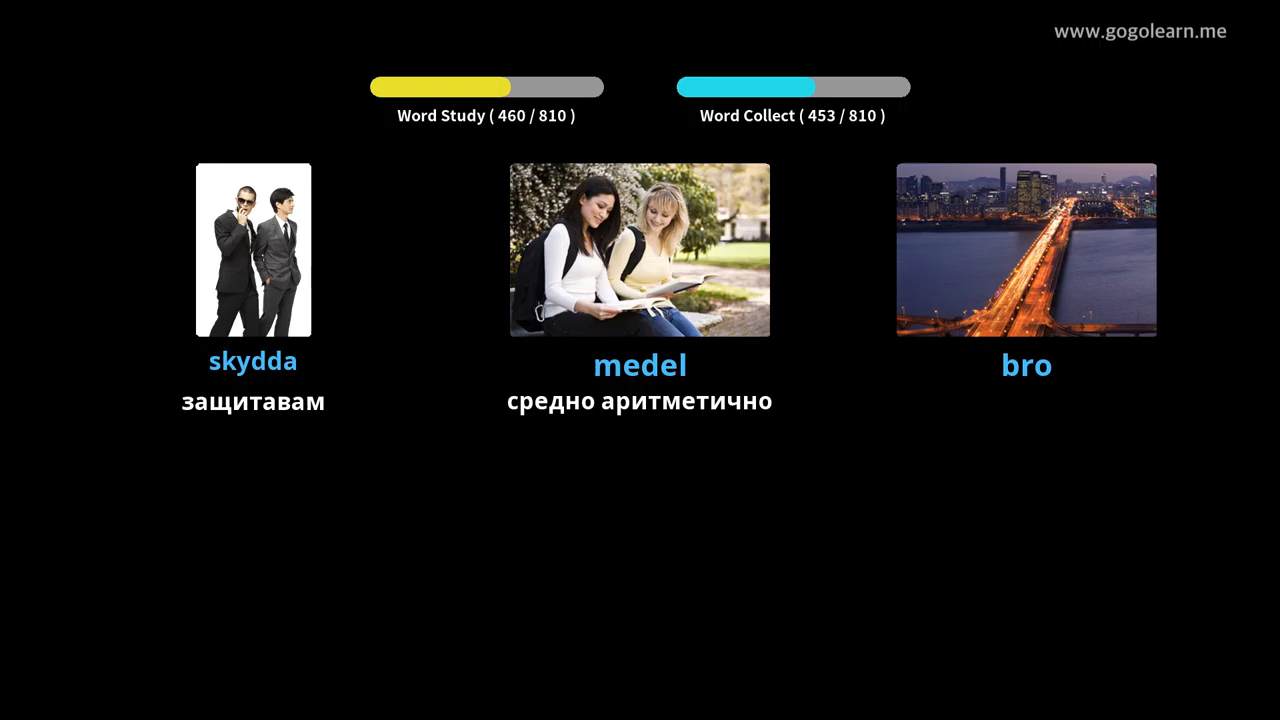 www.gogolearn.me
Word Study ( 460 / 810 )
Word Collect ( 453 / 810 )
skydda
medel
bro
защитавам
средно аритметично